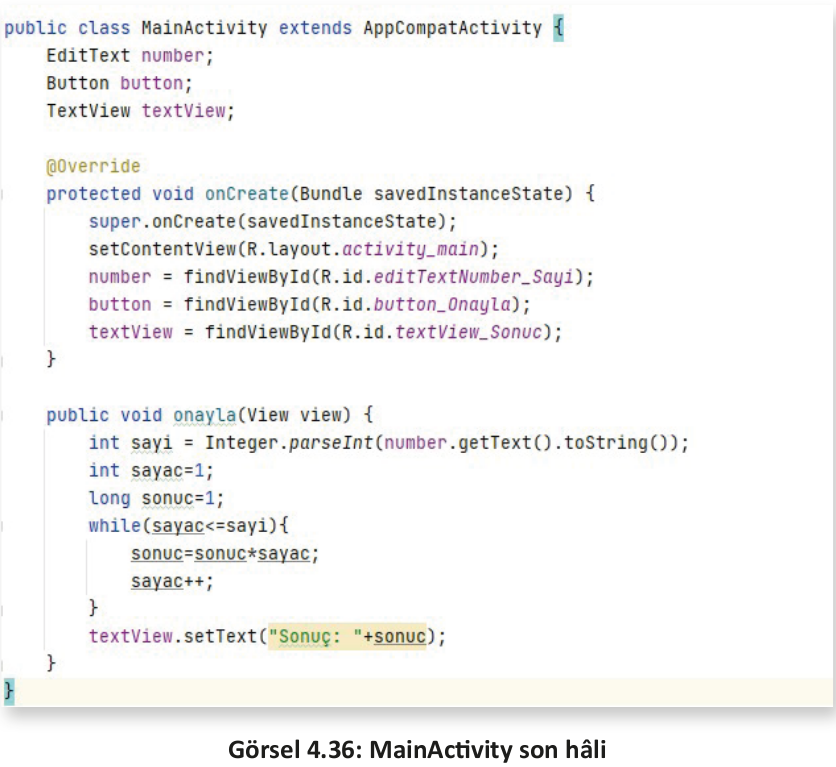 public class MainActivity extends AppCompatActivity {
    EditText number;
    Button button;
    TextView textView;

    @Override
    protected void onCreate(Bundle savedInstanceState) {
        super.onCreate(savedInstanceState);
        setContentView(R.layout.activity_main);
        number = findViewById(R.id.editTextNumber_Sayi);
        button = findViewById(R.id.button_Onayla);
        textView = findViewById(R.id.textView_Sonuc);
    }

    public void onayla(View view) {
        int sayi = Integer.parseInt(number.getText().toString());
        int sayac=1;
        long sonuc=1;
        while(sayac<=sayi){
            sonuc=sonuc*sayac;
            sayac++;
        }
        textView.setText("Sonuç: "+sonuc);
    }
}
Görsel 4.36: MainActivity son hâli